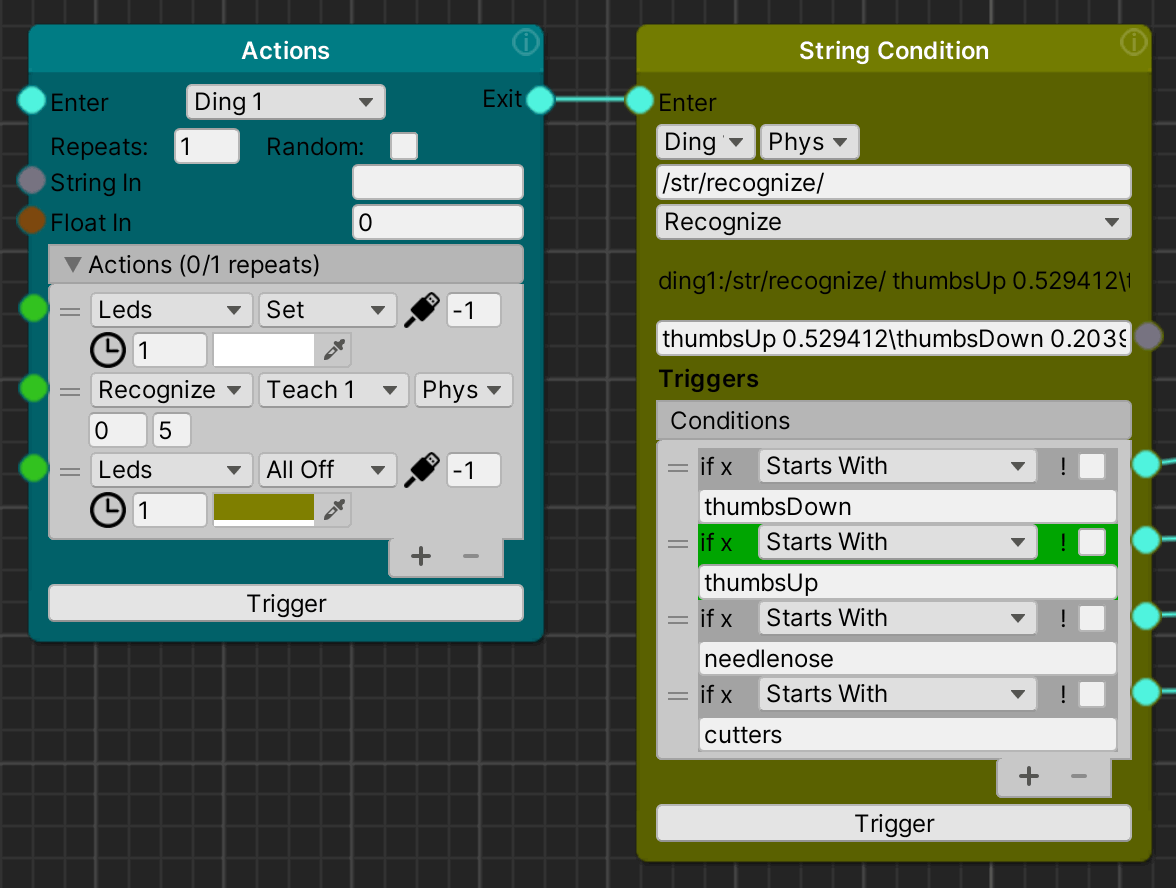 Actions
Enter Ding 1 Exit
Repeats: 1 Random:
String In
Float In 0
Actions (0/1 repeats)
Leds Set -1
1
Recognize Teach 1 Phys
0 5
Leds All Off -1
1
+ −
Trigger
String Condition
Enter
Ding Phys
/str/recognize/
Recognize
ding1:/str/recognize/ thumbsUp 0.529412\
thumbsUp 0.529412\thumbsDown 0.2039
Triggers
Conditions
if x Starts With !
thumbsDown
if x Starts With !
thumbsUp
if x Starts With !
needlenose
if x Starts With !
cutters
+ −
Trigger